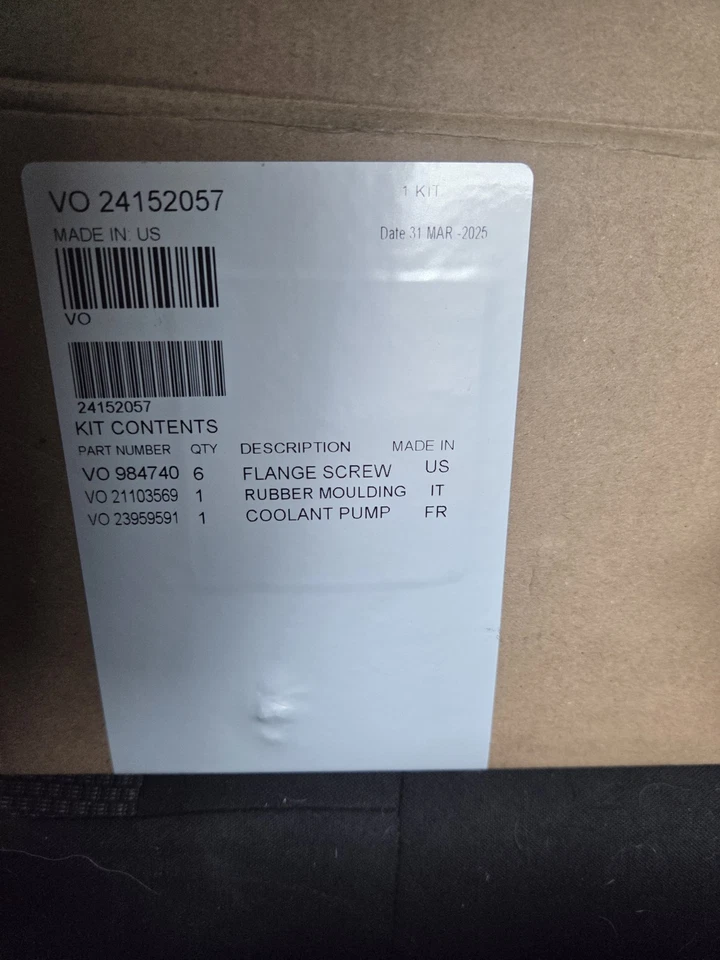 VO 24152057
1 KIT
MADE IN: US
Date 31 MAR -2025
VO
24152057
KIT CONTENTS
PART NUMBER QTY DESCRIPTION MADE IN
VO 984740 6 FLANGE SCREW US
VO 21103569 1 RUBBER MOULDING IT
VO 23959591 1 COOLANT PUMP FR